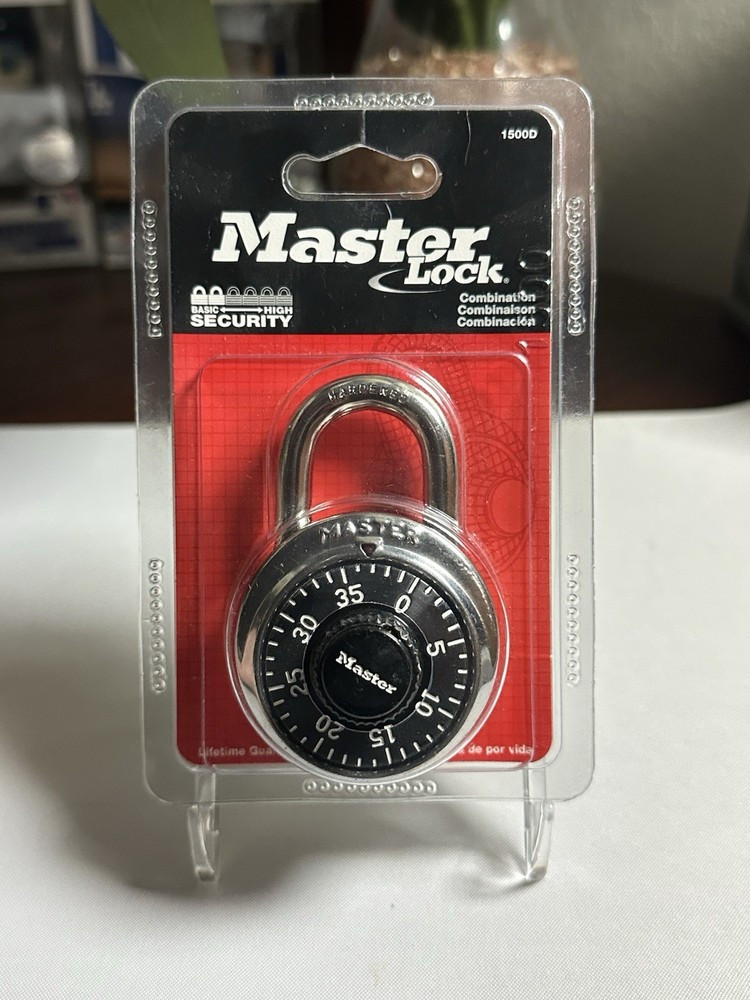 1500D
Master
Lock®
BASIC HIGH
SECURITY
Combination
Combinaison
Combinación
HARDENED
MASTER
0
5
10
15
20
25
30
35
Master
Lifetime
de por vida